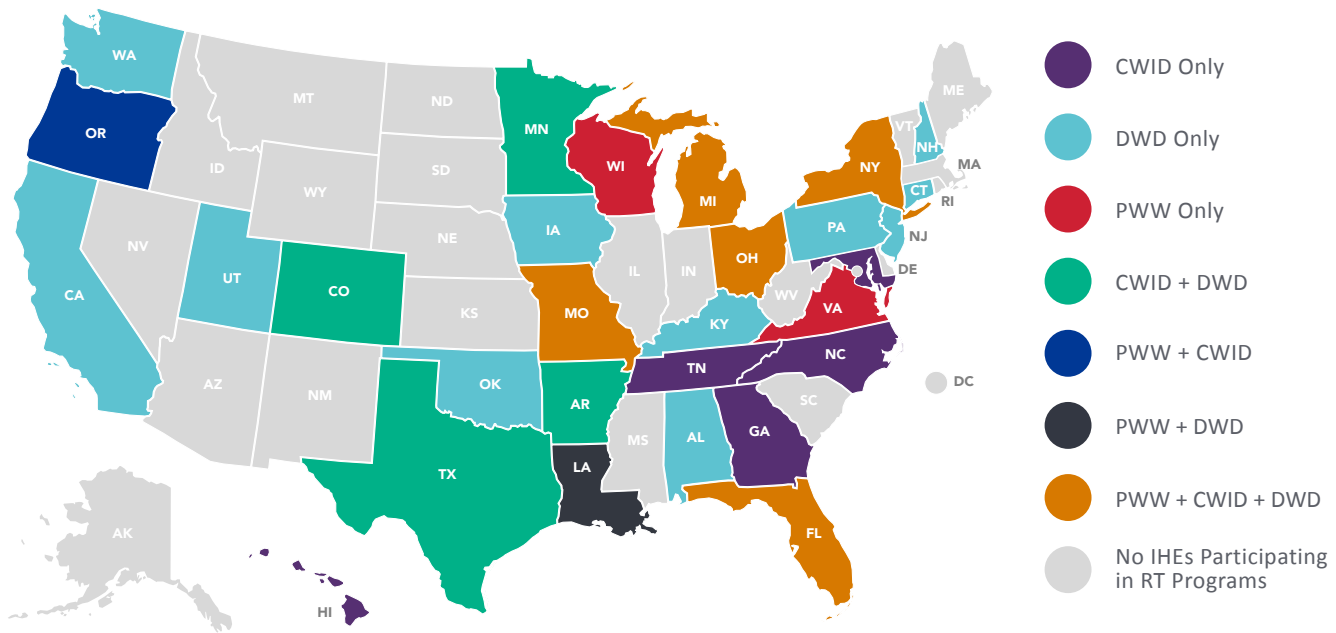 WA
OR
CA
NV
ID
MT
WY
UT
CO
AZ
NM
ND
SD
NE
KS
OK
TX
MN
IA
MO
AR
LA
WI
IL
IN
MI
OH
KY
TN
MS
AL
GA
FL
SC
NC
VA
WV
PA
NY
VT
NH
ME
MA
CT
RI
NJ
DE
DC
AK
HI
CWID Only
DWD Only
PWW Only
CWID + DWD
PWW + CWID
PWW + DWD
PWW + CWID + DWD
No IHEs Participating
in RT Programs